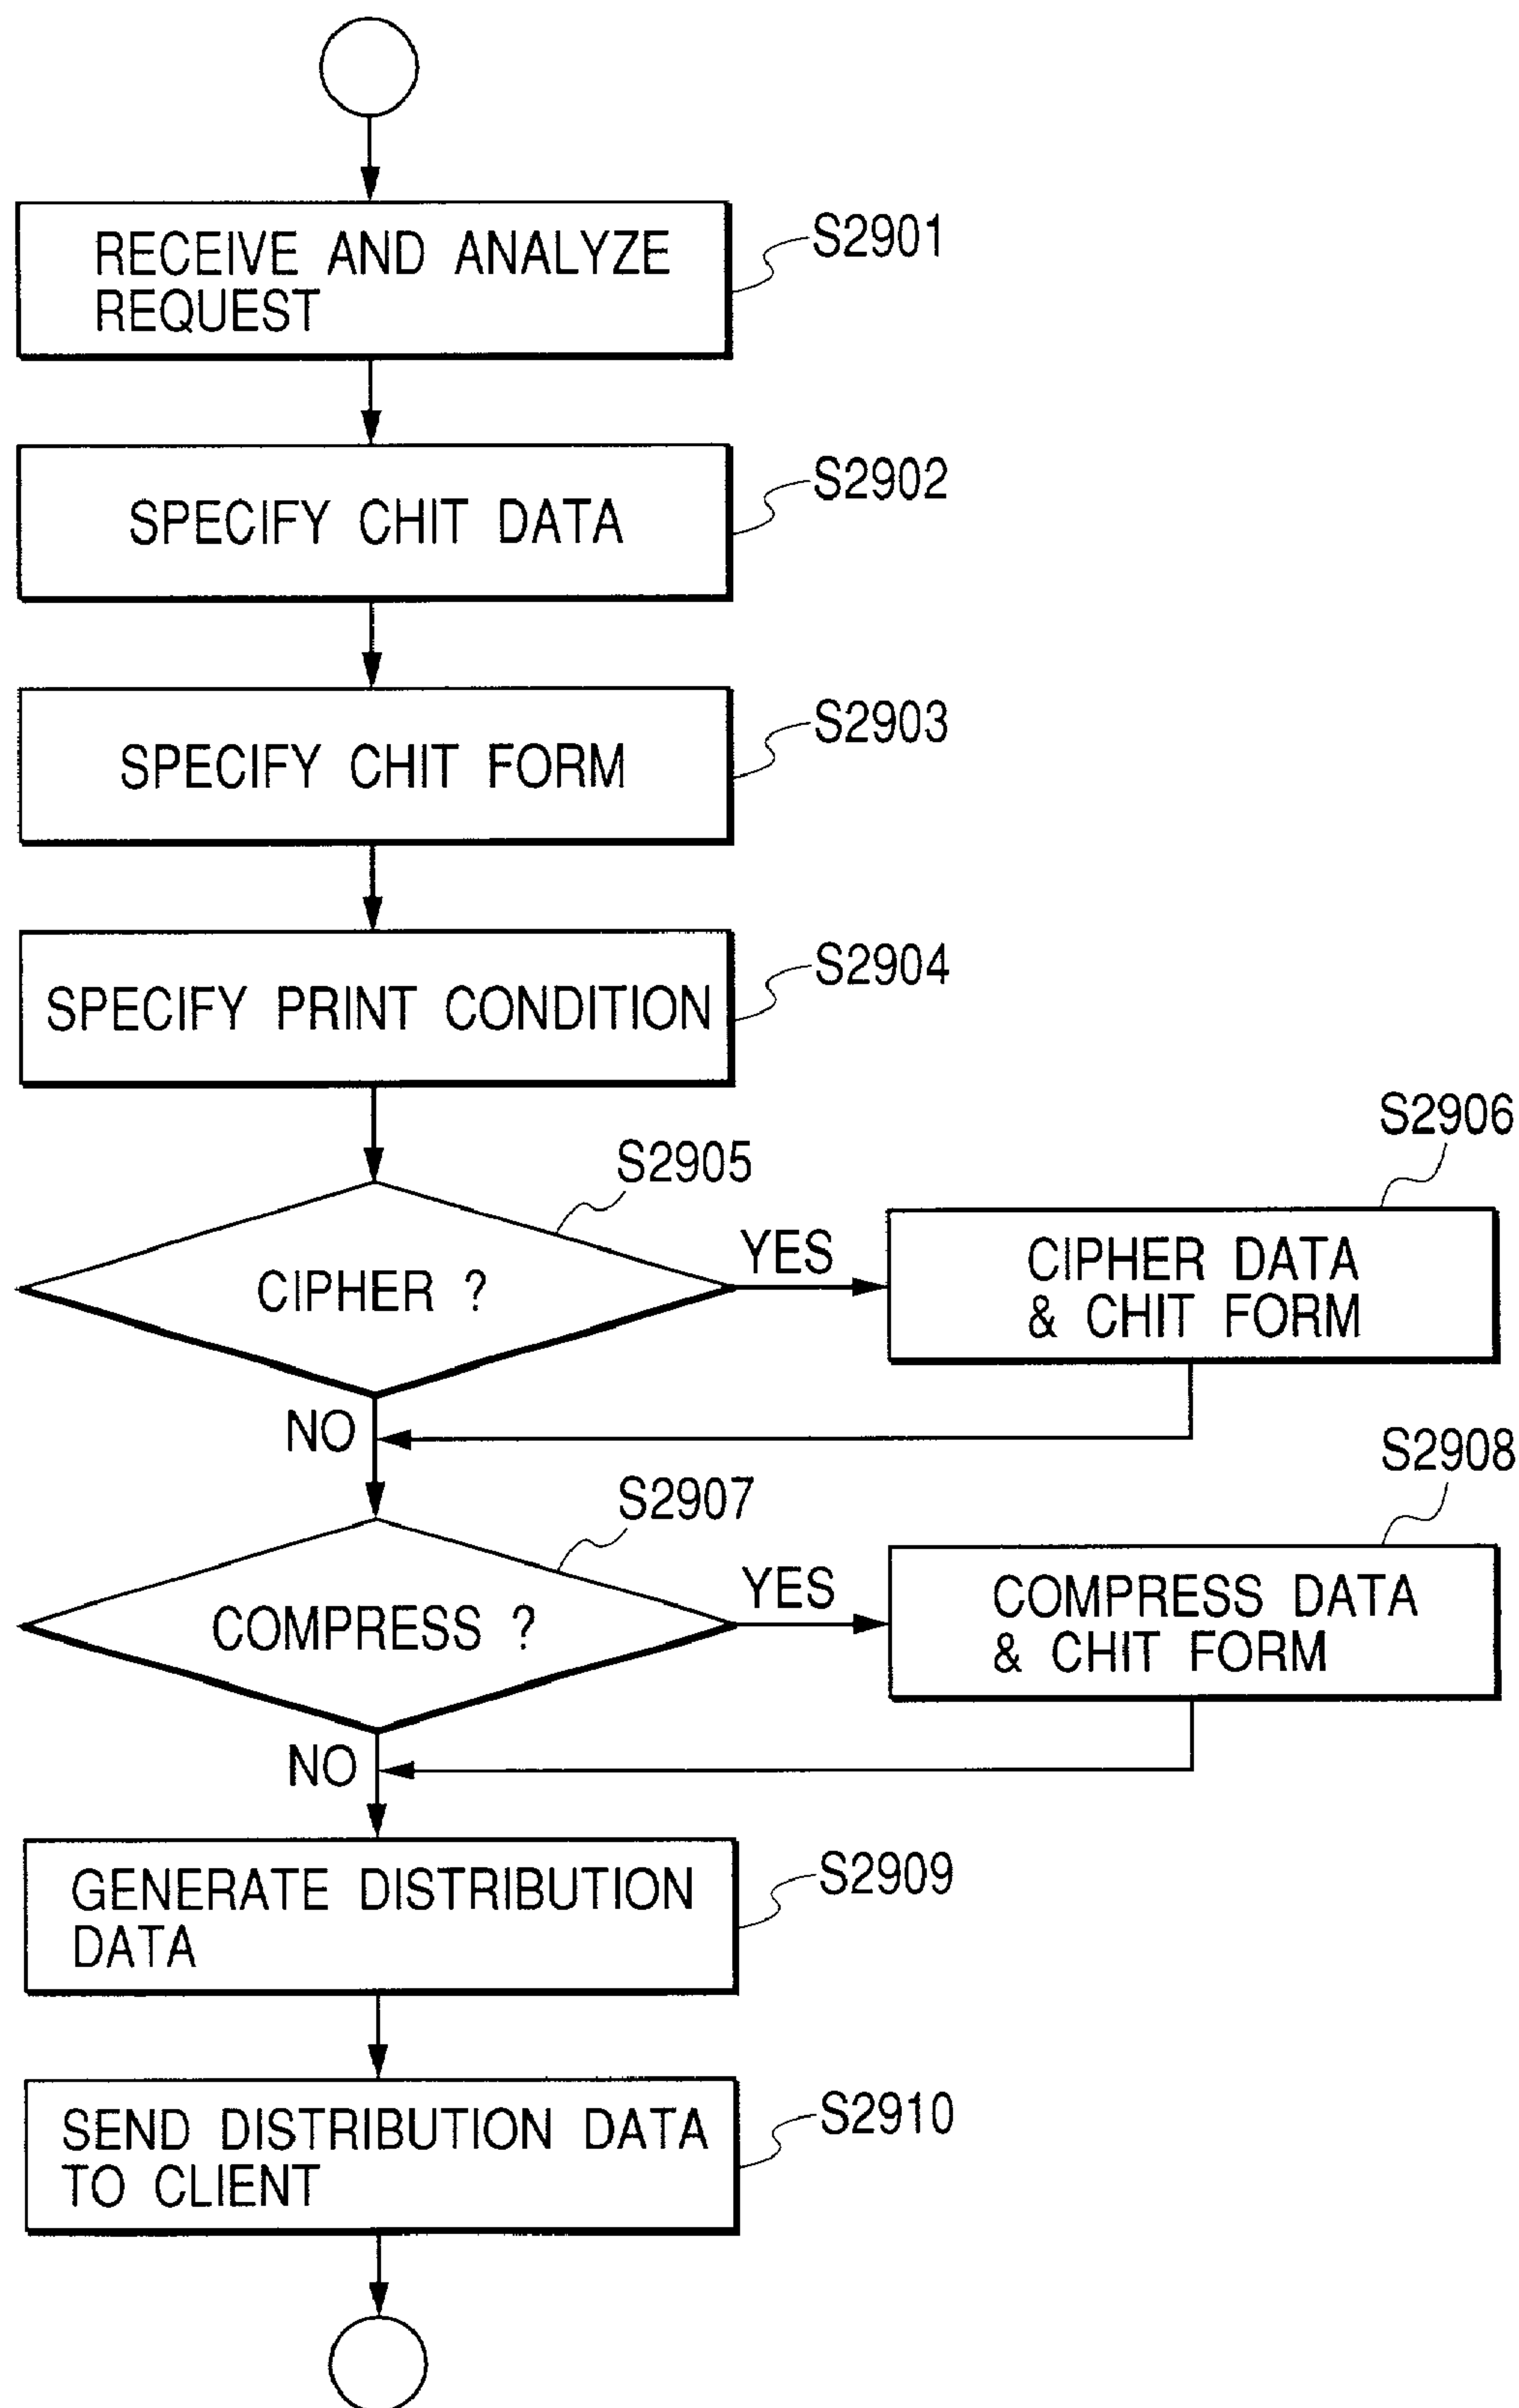 RECEIVE AND ANALYZE
REQUEST
S2901
SPECIFY CHIT DATA
S2902
SPECIFY CHIT FORM
S2903
SPECIFY PRINT CONDITION
S2904
S2905
CIPHER ?
YES
S2906
CIPHER DATA
& CHIT FORM
NO
S2907
COMPRESS ?
YES
S2908
COMPRESS DATA
& CHIT FORM
NO
GENERATE DISTRIBUTION
DATA
S2909
SEND DISTRIBUTION DATA
TO CLIENT
S2910